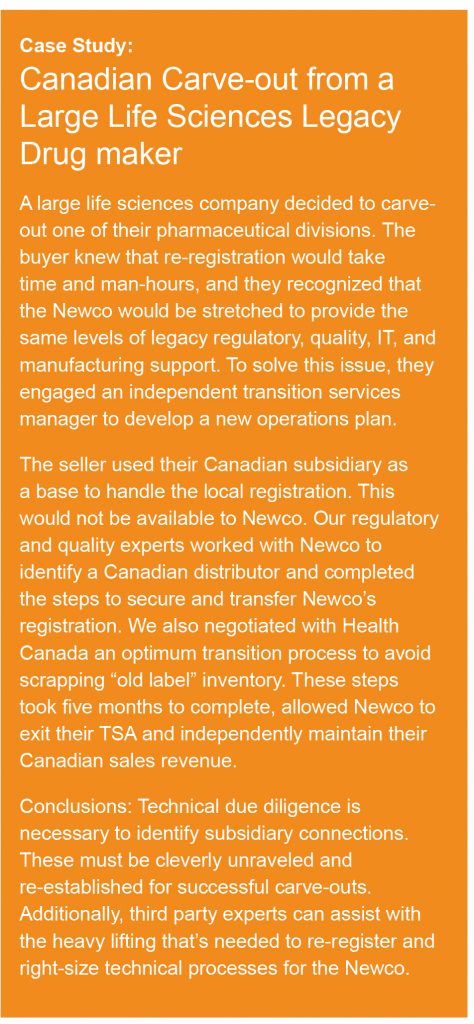 Case Study:
Canadian Carve-out from a
Large Life Sciences Legacy
Drug maker
A large life sciences company decided to carve-
out one of their pharmaceutical divisions. The
buyer knew that re-registration would take
time and man-hours, and they recognized that
the Newco would be stretched to provide the
same levels of legacy regulatory, quality, IT, and
manufacturing support. To solve this issue, they
engaged an independent transition services
manager to develop a new operations plan.
The seller used their Canadian subsidiary as
a base to handle the local registration. This
would not be available to Newco. Our regulatory
and quality experts worked with Newco to
identify a Canadian distributor and completed
the steps to secure and transfer Newco’s
registration. We also negotiated with Health
Canada an optimum transition process to avoid
scrapping “old label” inventory. These steps
took five months to complete, allowed Newco to
exit their TSA and independently maintain their
Canadian sales revenue.
Conclusions: Technical due diligence is
necessary to identify subsidiary connections.
These must be cleverly unraveled and
re-established for successful carve-outs.
Additionally, third party experts can assist with
the heavy lifting that’s needed to re-register and
right-size technical processes for the Newco.